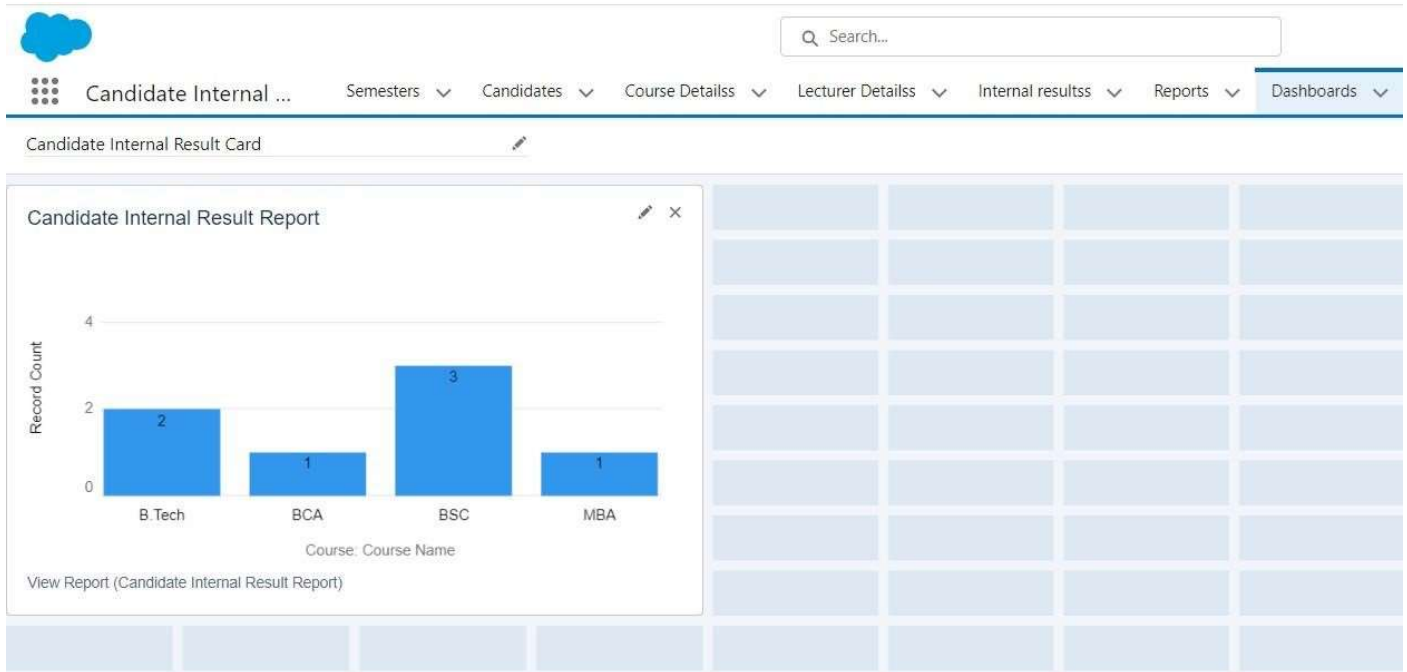 Search...
Candidate Internal ... Semesters Candidates Course Detailss Lecturer Detailss Internal resultss Reports Dashboards
Candidate Internal Result Card
Candidate Internal Result Report
4
2
0
Record Count
2
1
3
1
B.Tech BCA BSC MBA
Course: Course Name
View Report (Candidate Internal Result Report)